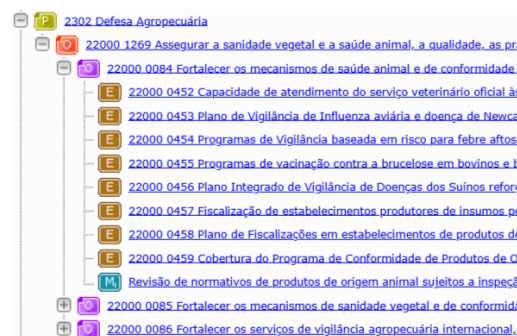 P 2302 Defesa Agropecuária
O 22000 1269 Assegurar a sanidade vegetal e a saúde animal, a qualidade, as pr
O 22000 0084 Fortalecer os mecanismos de saúde animal e de conformidade
E 22000 0452 Capacidade de atendimento do serviço veterinário oficial às
E 22000 0453 Plano de Vigilância de Influenza aviária e doença de Newca
E 22000 0454 Programas de Vigilância baseada em risco para febre aftos
E 22000 0455 Programas de vacinação contra a brucelose em bovinos e b
E 22000 0456 Plano Integrado de Vigilância de Doenças dos Suínos refor
E 22000 0457 Fiscalização de estabelecimentos produtores de insumos pe
E 22000 0458 Plano de Fiscalizações em estabelecimentos de produtos d
E 22000 0459 Cobertura do Programa de Conformidade de Produtos de O
M Revisão de normativos de produtos de origem animal sujeitos a inspeçã
O 22000 0085 Fortalecer os mecanismos de sanidade vegetal e de conformida
O 22000 0086 Fortalecer os serviços de vigilância agropecuária internacional,